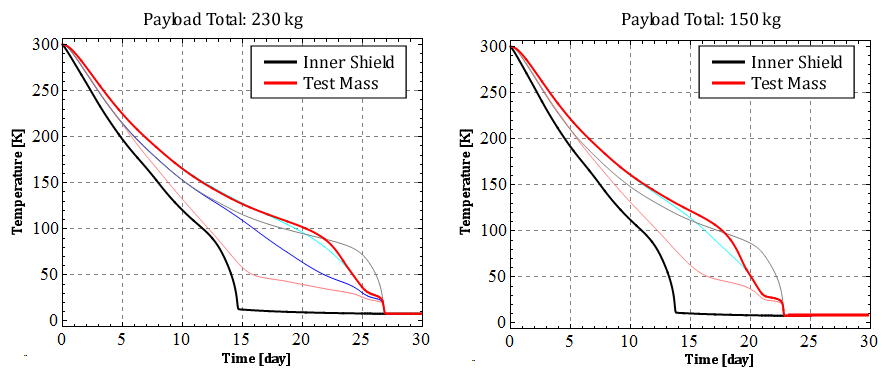 Payload Total: 230 kg
Inner Shield
Test Mass
Temperature [K]
300
250
200
150
100
50
0
0 5 10 15 20 25 30
Time [day]
Payload Total: 150 kg
Inner Shield
Test Mass
Temperature [K]
300
250
200
150
100
50
0
0 5 10 15 20 25 30
Time [day]